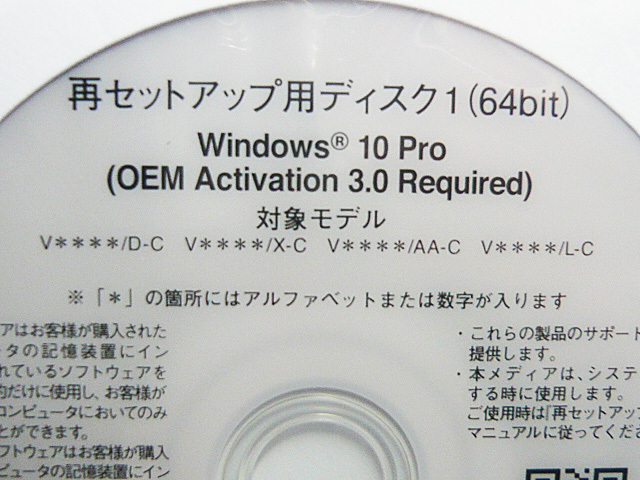 再セットアップ用ディスク1(64bit)
Windows® 10 Pro
(OEM Activation 3.0 Required)
対象モデル
V＊＊＊＊/D-C V＊＊＊＊/X-C V＊＊＊＊/AA-C V＊＊＊＊/L-C
※「＊」の箇所にはアルファベットまたは数字が入ります
アはお客様が購入された
ータの記憶装置にイン
れているソフトウェアを
的だけに使用し、お客様が
コンピュータにおいてのみ
とができます。
フトウェアはお客様が購入
ピュータの記憶装置にイン
・これらの製品のサポート
提供します。
・本メディアは、システ
する時に使用します。
ご使用時は『再セットアップ
マニュアルに従ってくださ